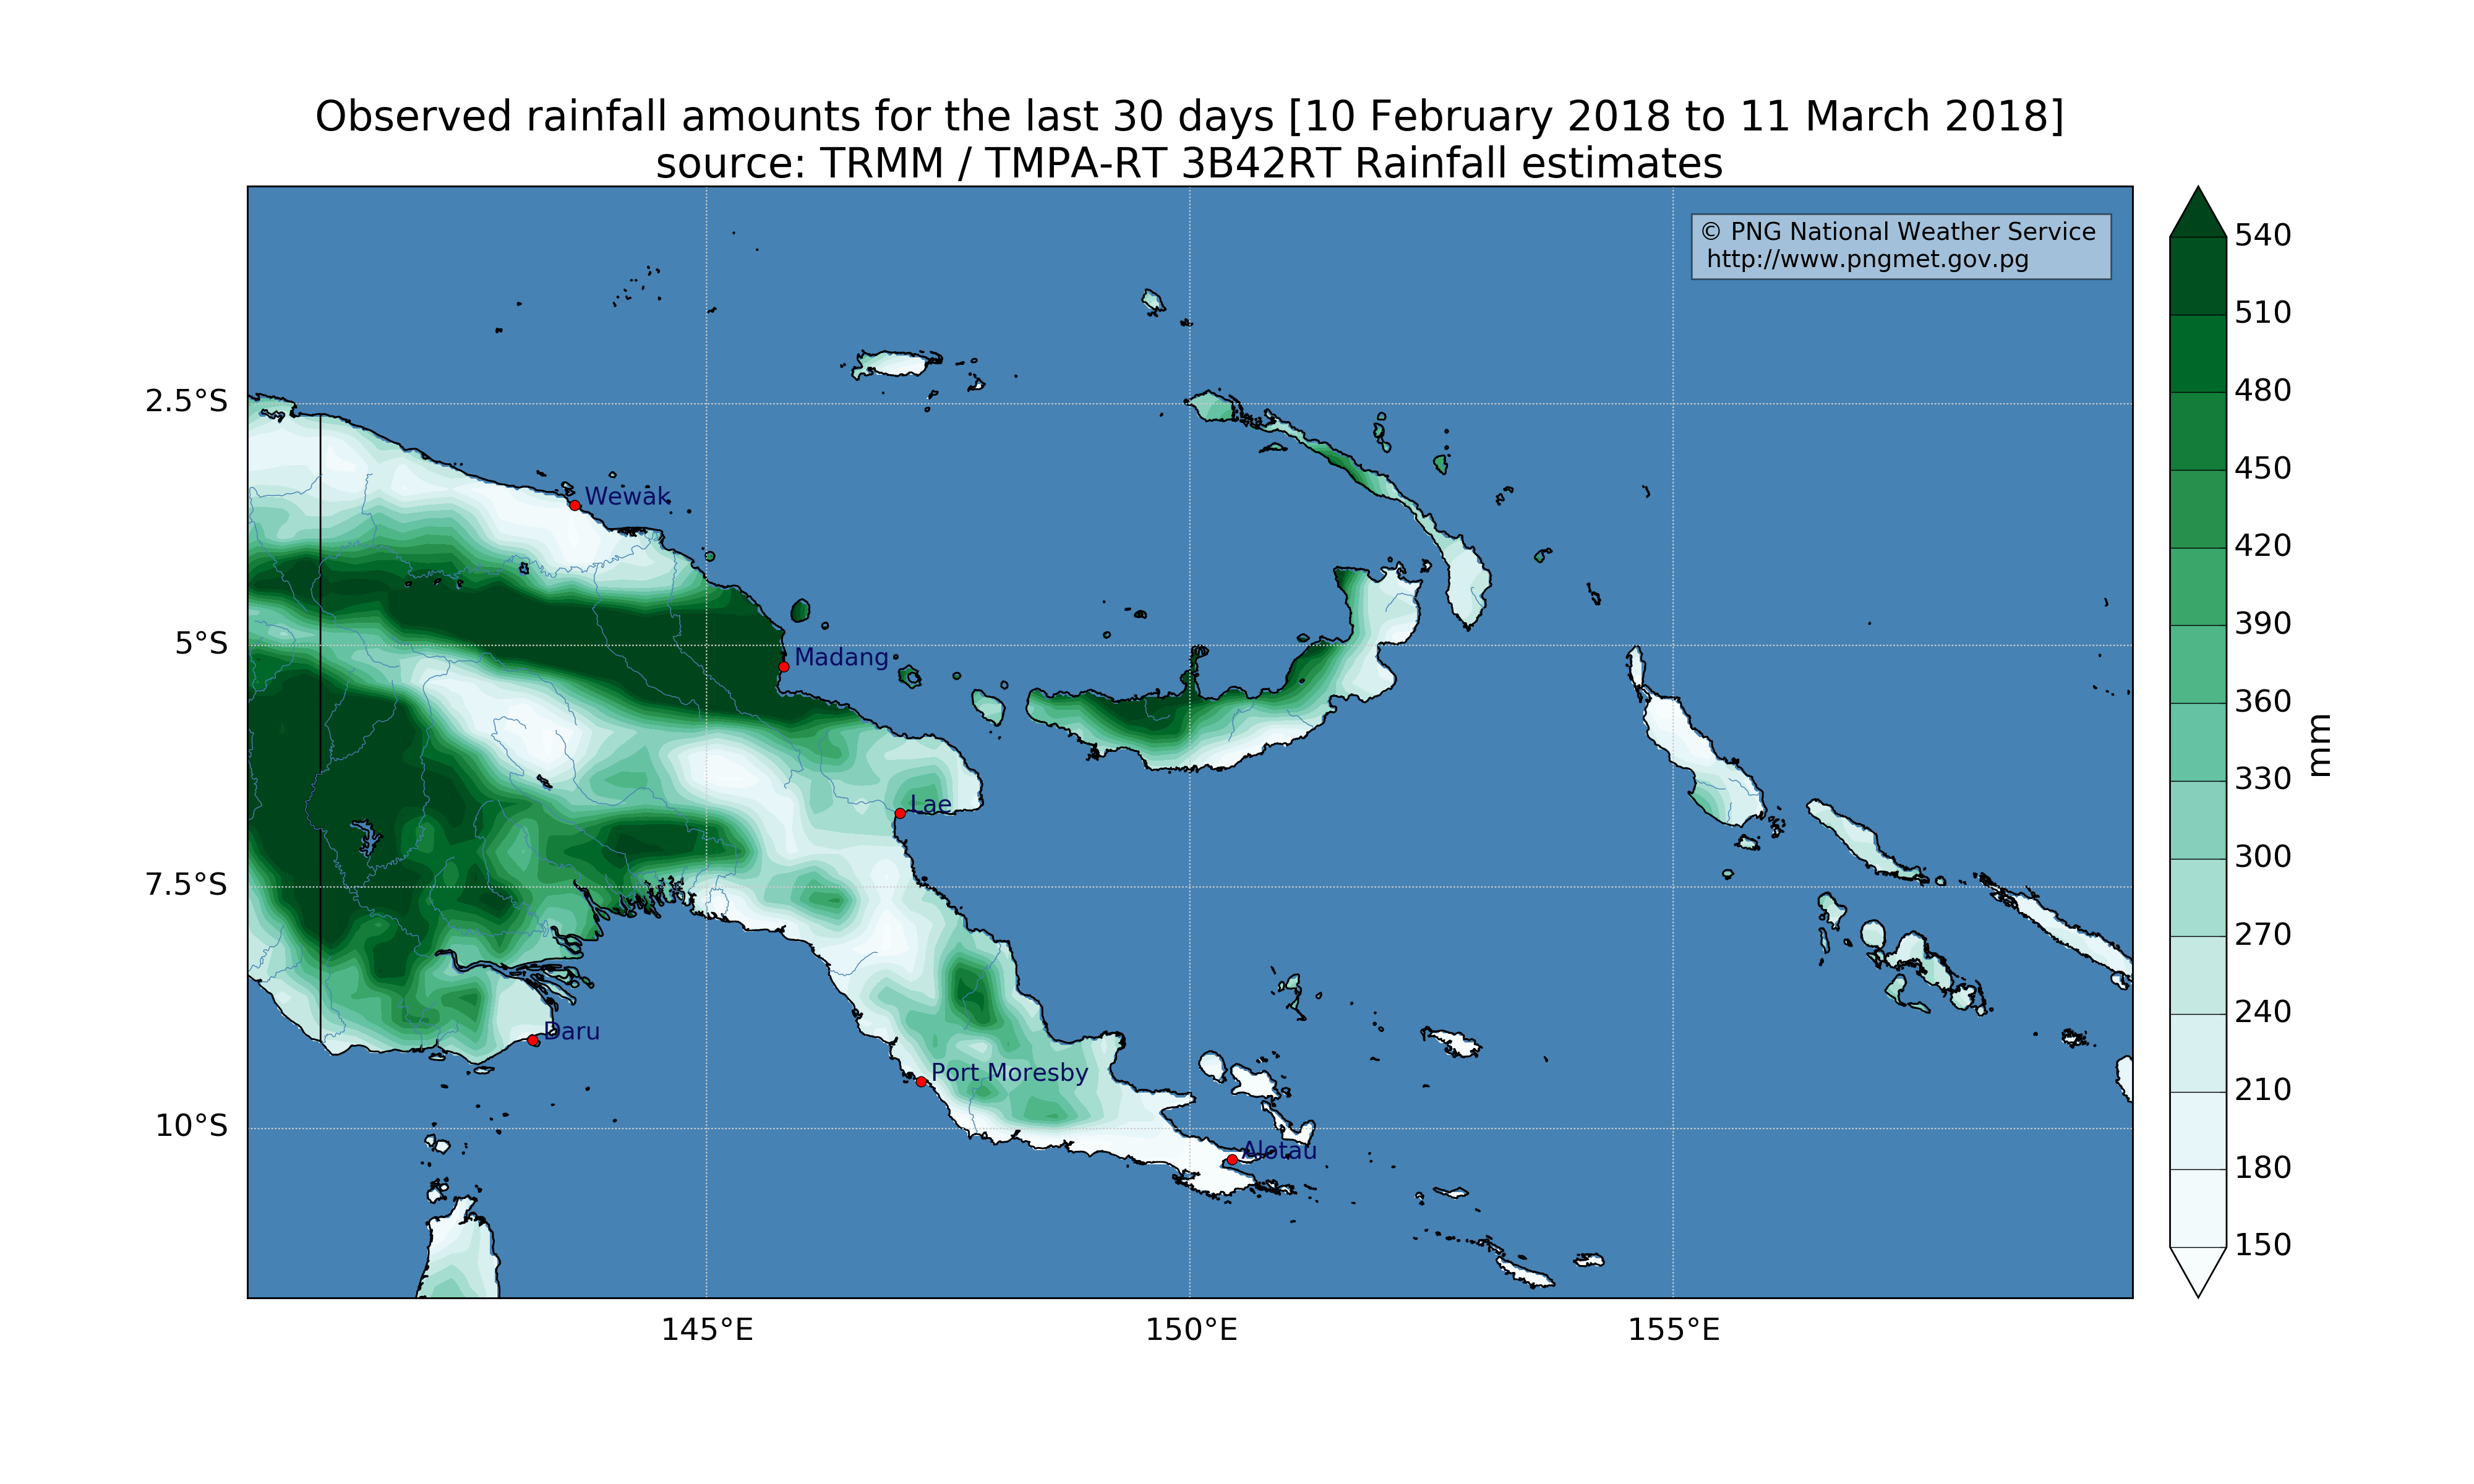 Observed rainfall amounts for the last 30 days [10 February 2018 to 11 March 2018]
source: TRMM / TMPA-RT 3B42RT Rainfall estimates
© PNG National Weather Service
http://www.pngmet.gov.pg
540
510
480
450
420
390
360
330
300
270
240
210
180
150
mm
2.5°S
5°S
7.5°S
10°S
Wewak
Madang
Lae
Daru
Port Moresby
Alotau
145°E
150°E
155°E